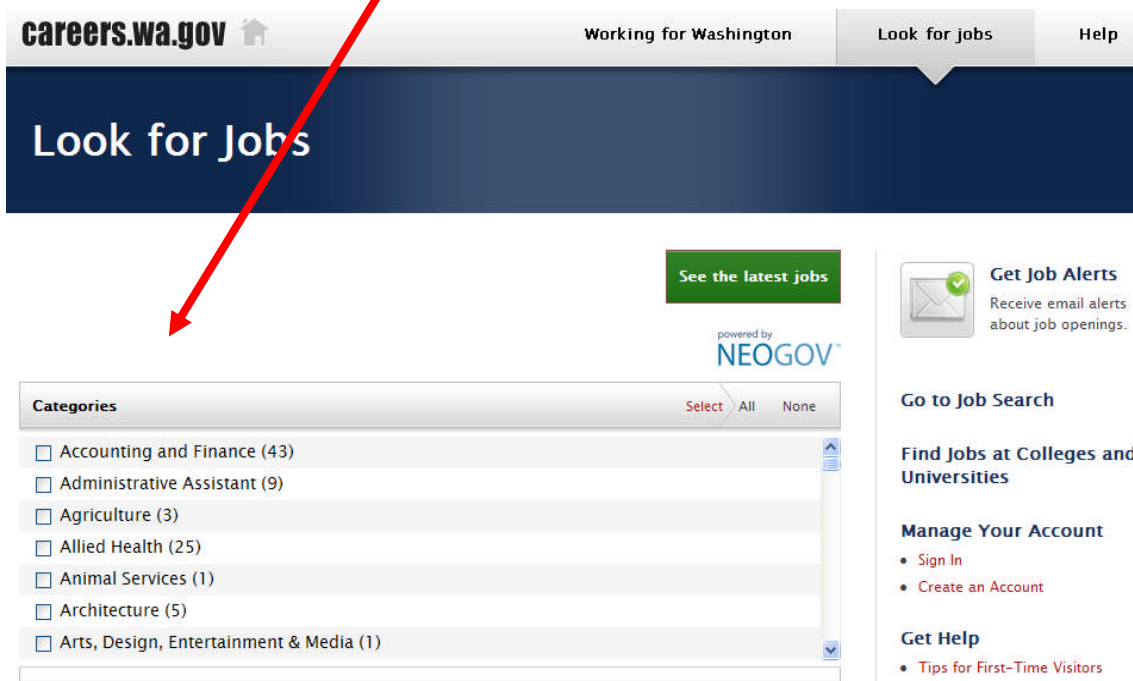 careers.wa.gov
Working for Washington
Look for jobs
Help
Look for Jobs
See the latest jobs
powered by
NEOGOV™
Categories
Select All None
Accounting and Finance (43)
Administrative Assistant (9)
Agriculture (3)
Allied Health (25)
Animal Services (1)
Architecture (5)
Arts, Design, Entertainment & Media (1)
Get Job Alerts
Receive email alerts
about job openings.
Go to Job Search
Find Jobs at Colleges and
Universities
Manage Your Account
• Sign In
• Create an Account
Get Help
• Tips for First-Time Visitors